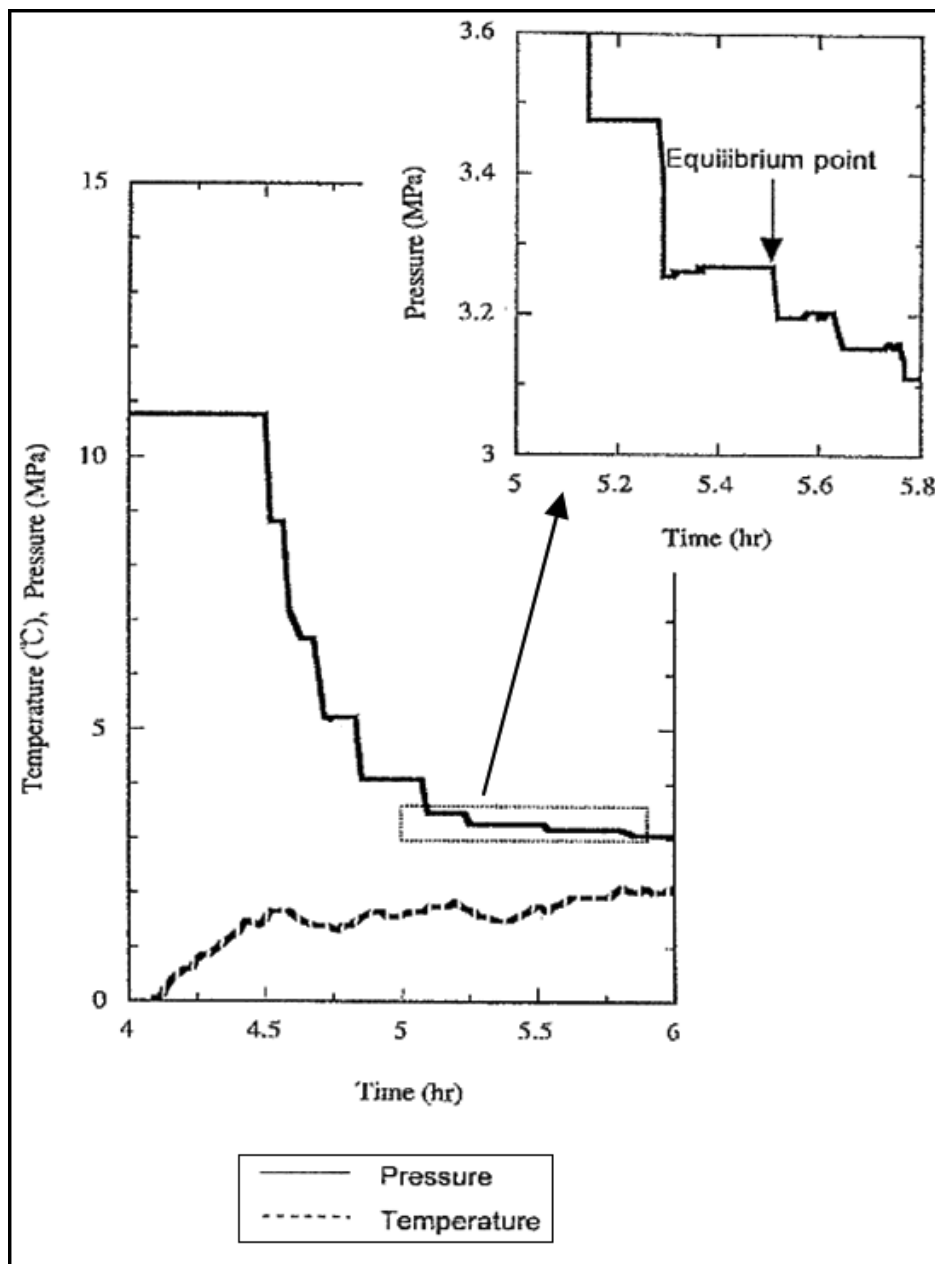 3.6
3.4
3.2
3
Pressure (MPa)
Equilibrium point
5
5.2
5.4
5.6
5.8
Time (hr)
15
10
5
0
Temperature (℃), Pressure (MPa)
4
4.5
5
5.5
6
Time (hr)
Pressure
Temperature